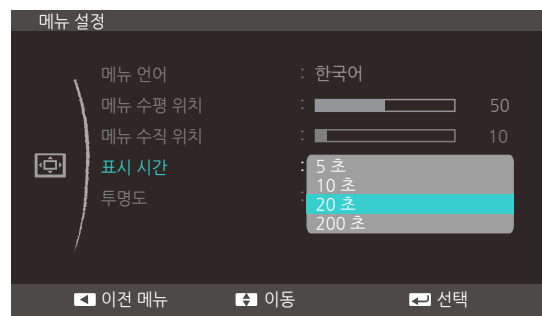 메뉴 설정
메뉴 언어 : 한국어
메뉴 수평 위치 : 50
메뉴 수직 위치 : 10
표시 시간 : 5 초
10 초
20 초
투명도 :
200 초
이전 메뉴 이동 선택